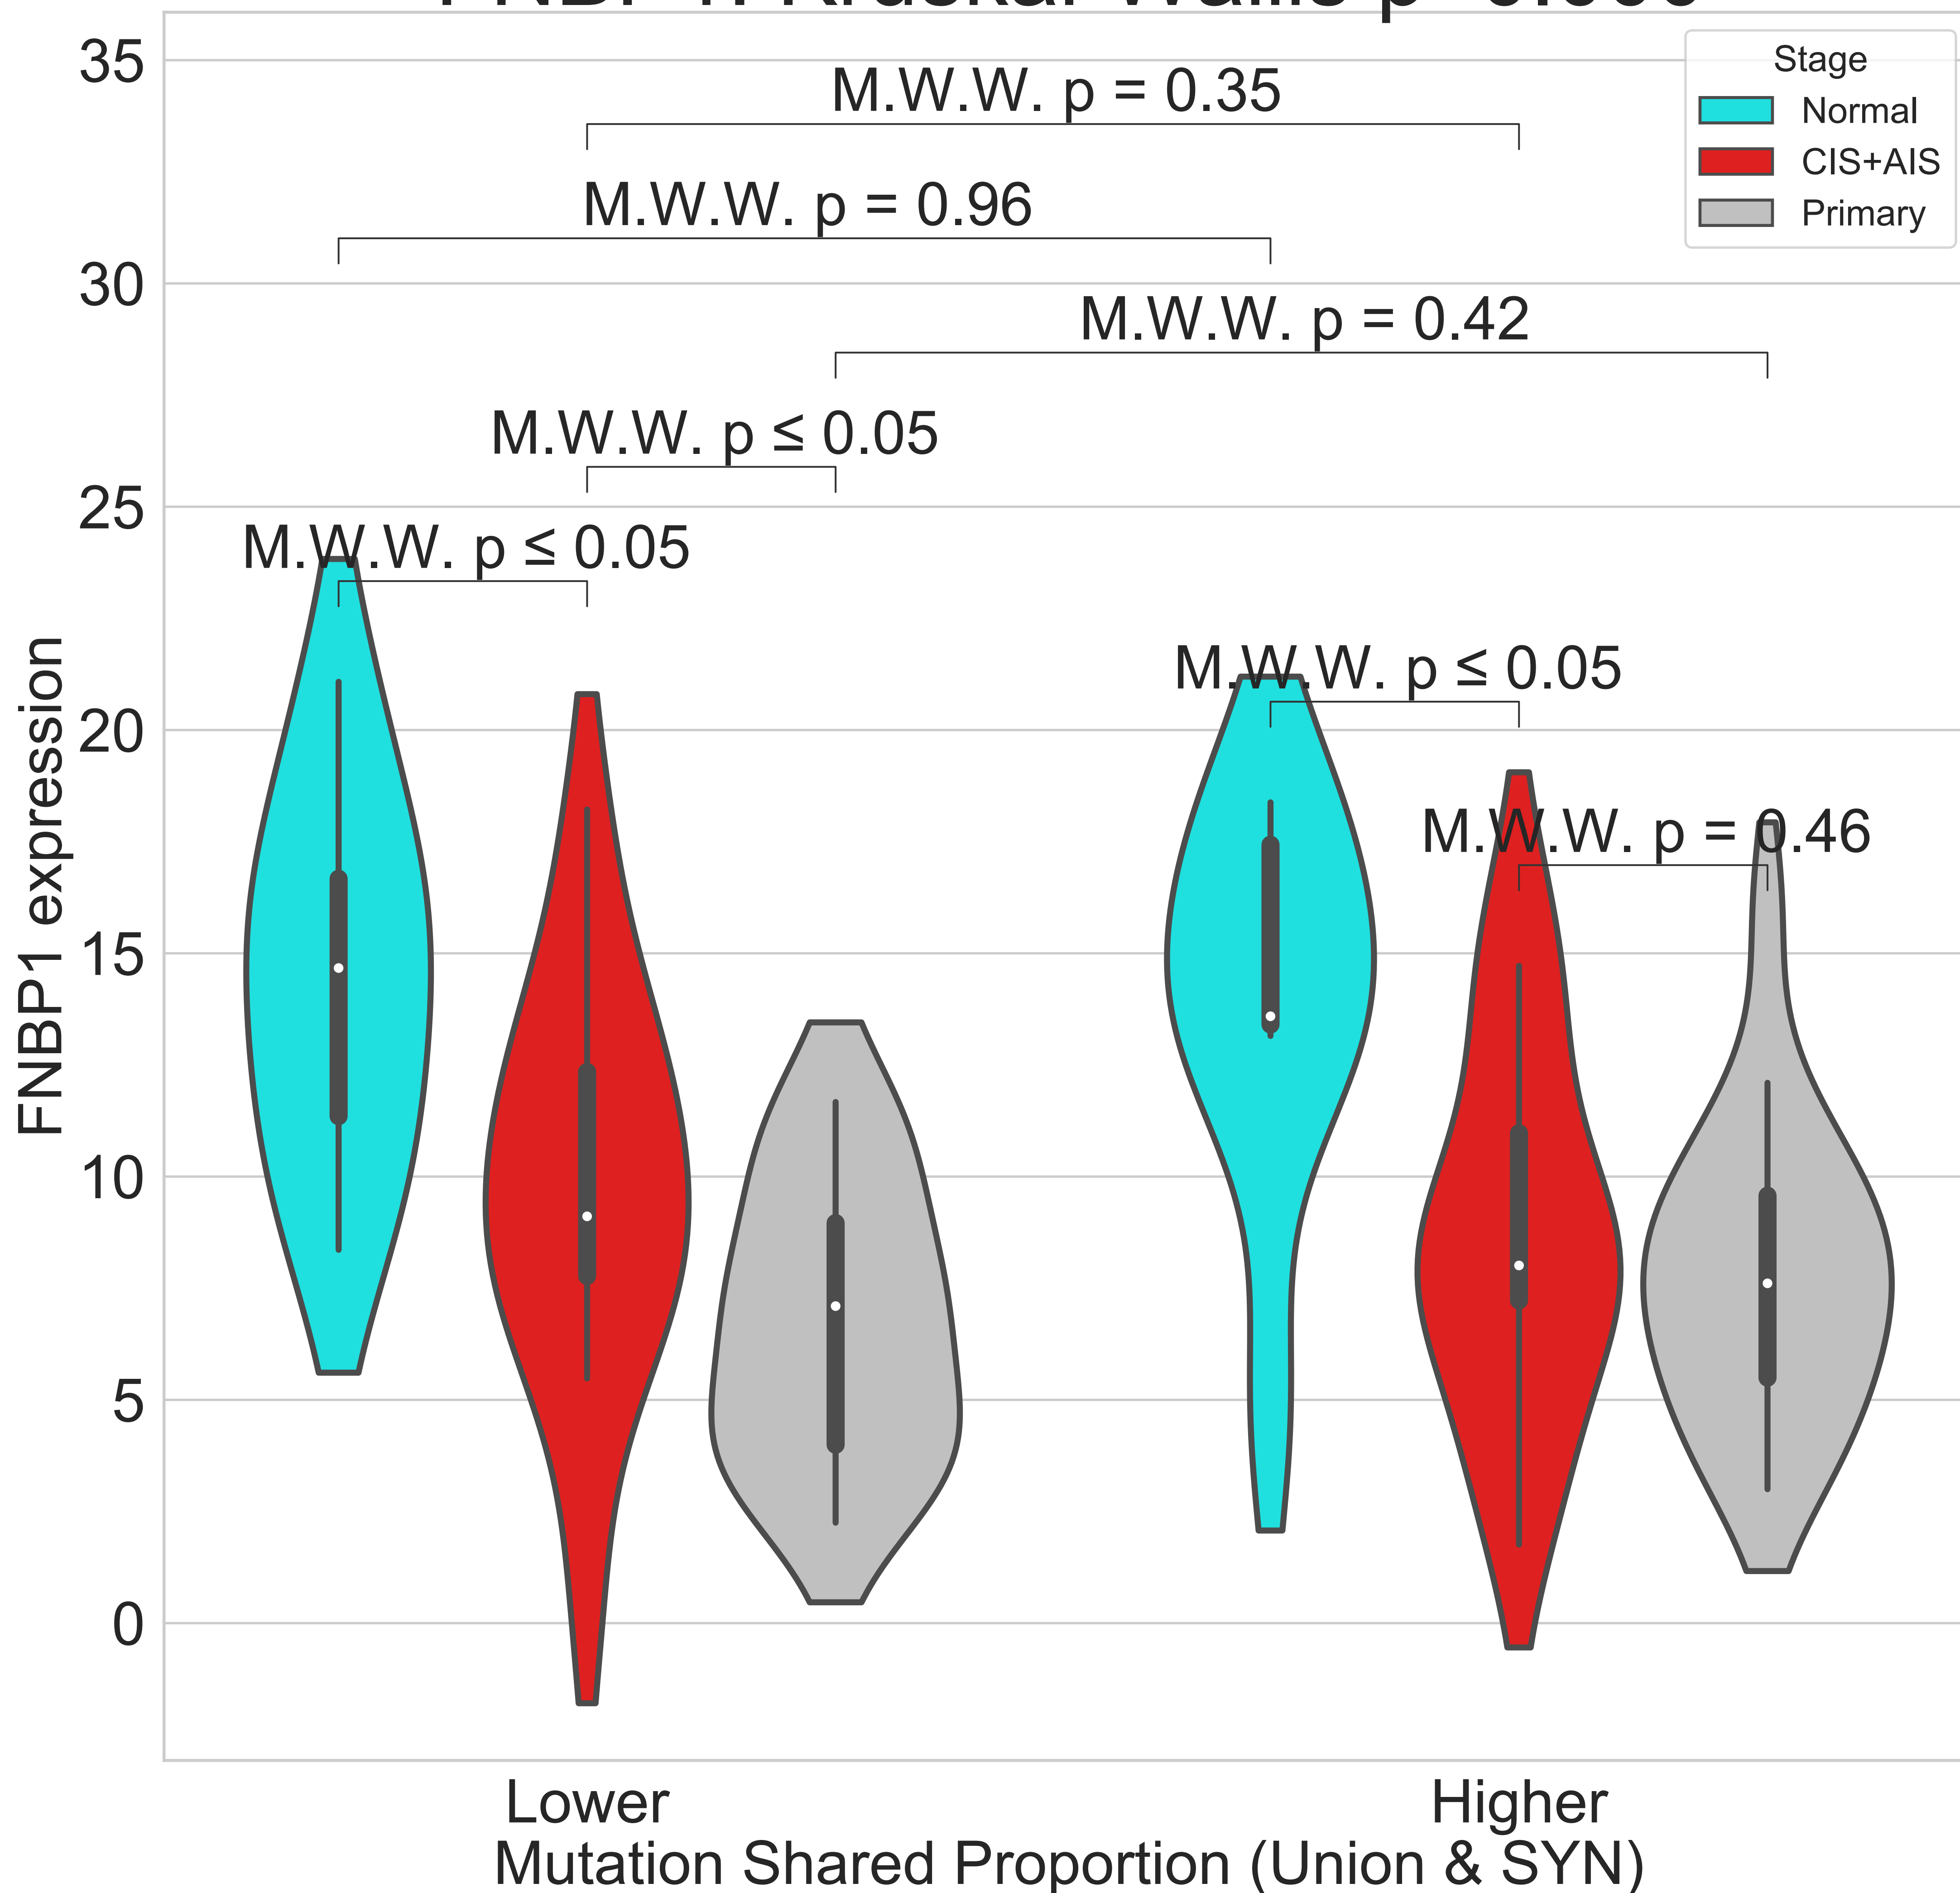 35
M.W.W. p = 0.35
Stage
Normal
CIS+AIS
Primary
M.W.W. p = 0.96
30
M.W.W. p = 0.42
M.W.W. p ≤ 0.05
25
M.W.W. p ≤ 0.05
M.W.W. p ≤ 0.05
20
M.W.W. p = 0.46
FNBP1 expression
15
10
5
0
Lower
Higher
Mutation Shared Proportion (Union & SYN)